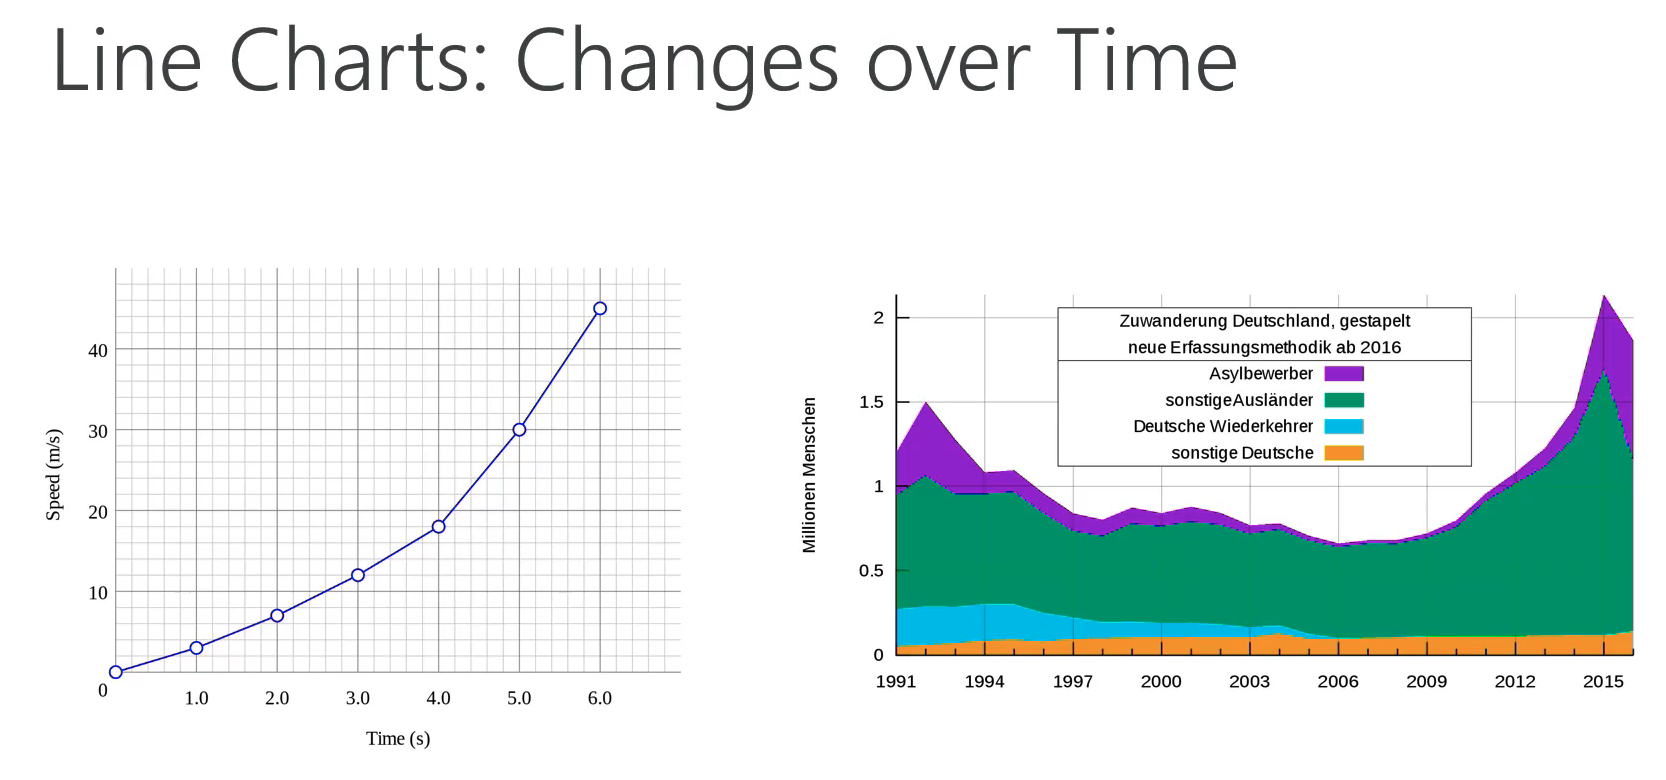 Line Charts: Changes over Time
40
30
20
10
0
1.0 2.0 3.0 4.0 5.0 6.0
Speed (m/s)
Time (s)
Millionen Menschen
2
1.5
1
0.5
0
Zuwanderung Deutschland, gestapelt
neue Erfassungsmethodik ab 2016
Asylbewerber
sonstige Ausländer
Deutsche Wiederkehrer
sonstige Deutsche
1991 1994 1997 2000 2003 2006 2009 2012 2015